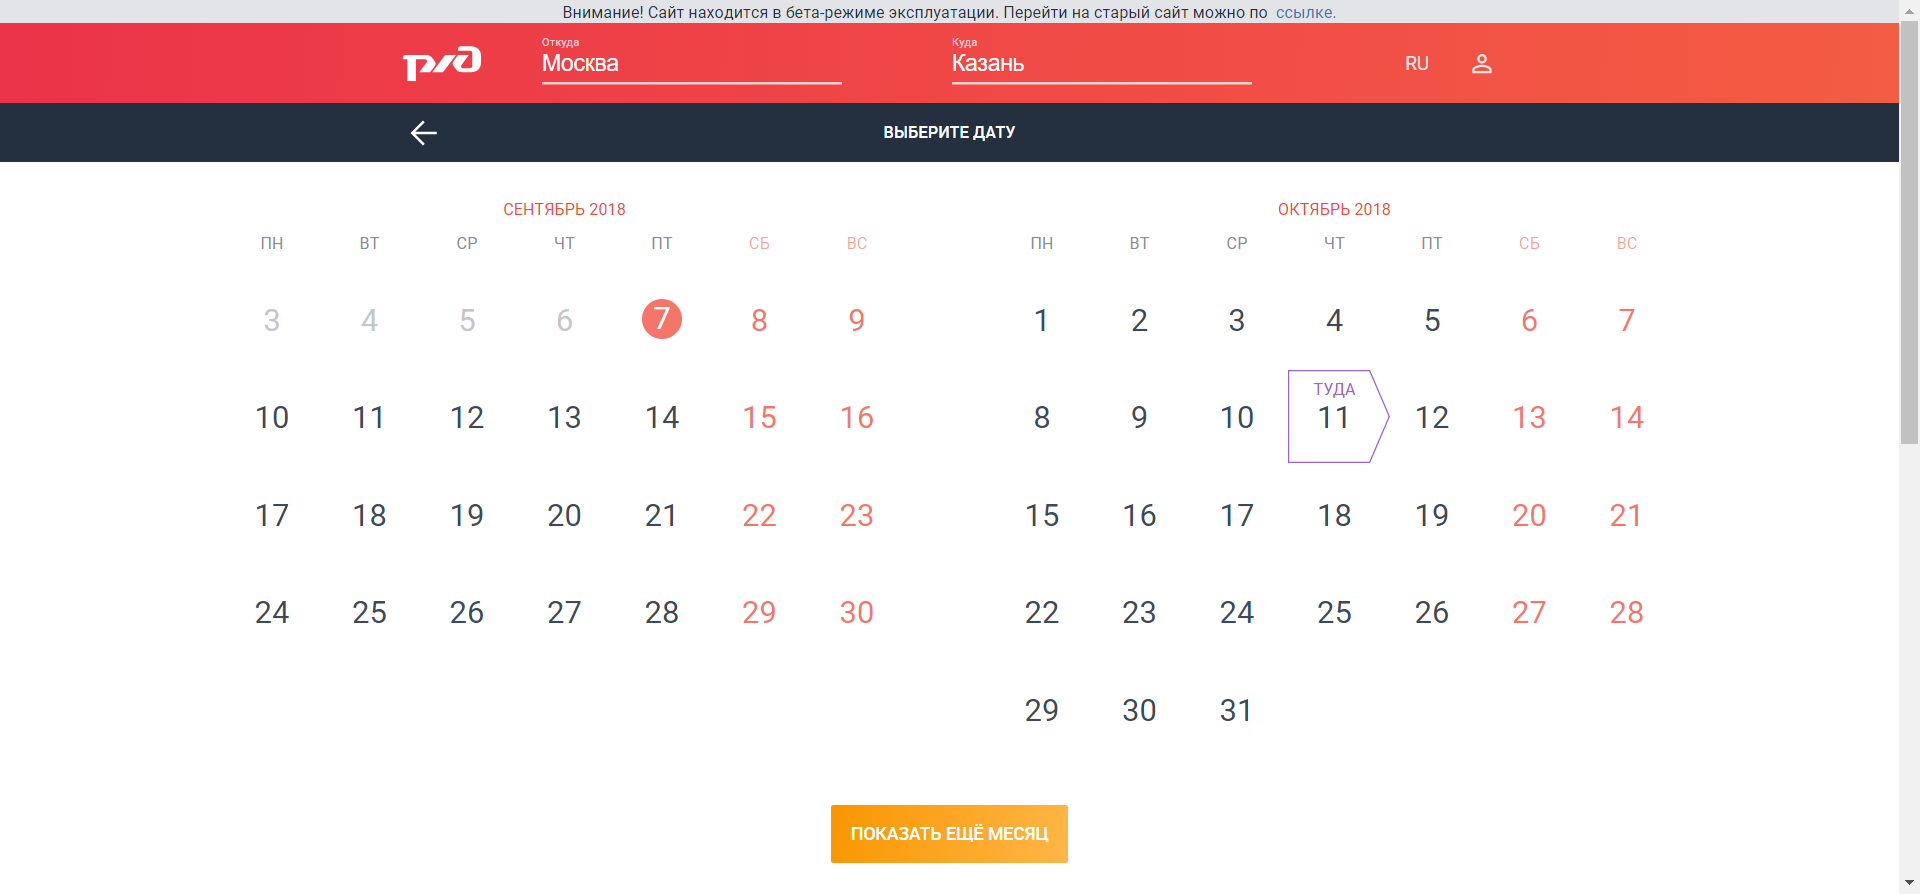 Внимание! Сайт находится в бета-режиме эксплуатации. Перейти на старый сайт можно по ссылке.
ржд
Откуда
Москва
Куда
Казань
RU
ВЫБЕРИТЕ ДАТУ
СЕНТЯБРЬ 2018
ПН ВТ СР ЧТ ПТ СБ ВС
3 4 5 6 7 8 9
10 11 12 13 14 15 16
17 18 19 20 21 22 23
24 25 26 27 28 29 30
ОКТЯБРЬ 2018
ПН ВТ СР ЧТ ПТ СБ ВС
1 2 3 4 5 6 7
ТУДА
8 9 10 11 12 13 14
15 16 17 18 19 20 21
22 23 24 25 26 27 28
29 30 31
ПОКАЗАТЬ ЕЩЁ МЕСЯЦ